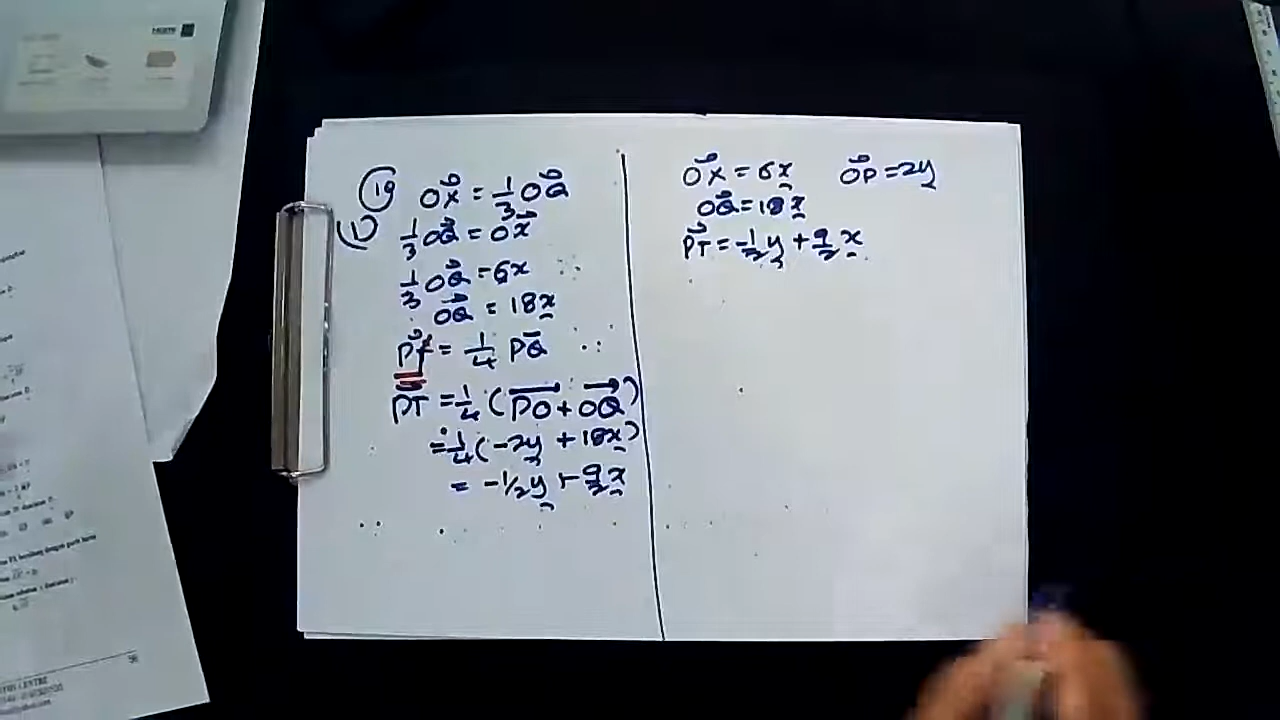 19 OX = 1/3 OQ
1) 1/3 OQ = OX
1/3 OQ = 6x
OQ = 18x
PT = 1/4 PQ
PT = 1/4 (PO + OQ)
= 1/4 (-2y + 18x)
= -1/2 y + 9/2 x
OX = 6x OP = 2y
OQ = 18x
PT = -1/2 y + 9/2 x